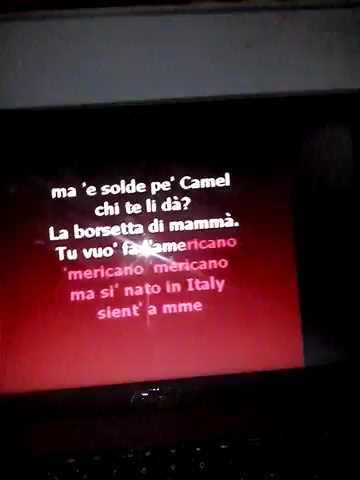 ma 'e solde pe' Camel
chi te li dà?
La borsetta di mammà.
Tu vuo' fa l'americano
'mericano 'mericano
ma si' nato in Italy
sient' a mme